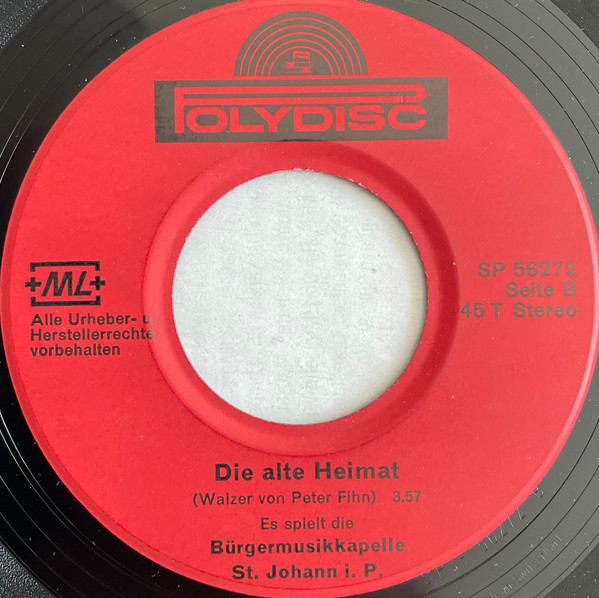 POLYDISC
+ML+
Alle Urheber- u.
Herstellerrechte
vorbehalten
SP 56272
Seite B
45 T Stereo
Die alte Heimat
(Walzer von Peter Fihn) 3.57
Es spielt die
Bürgermusikkapelle
St. Johann i. P.